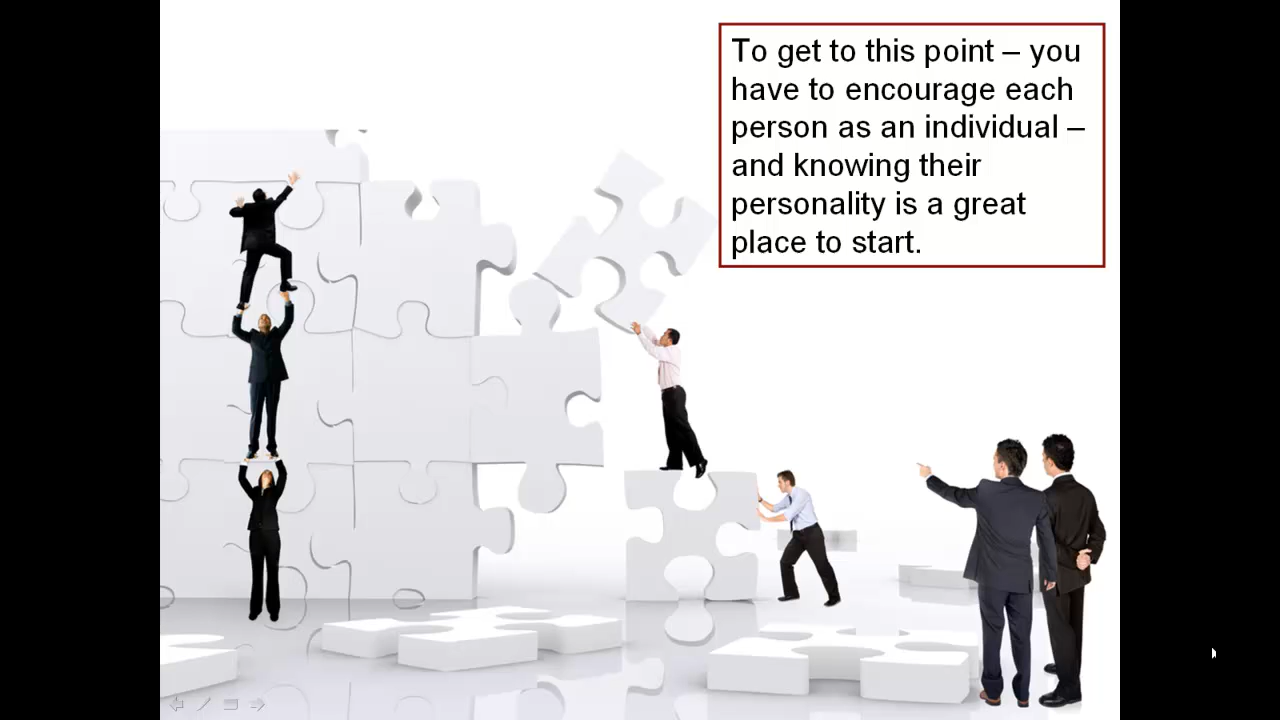 To get to this point – you
have to encourage each
person as an individual –
and knowing their
personality is a great
place to start.